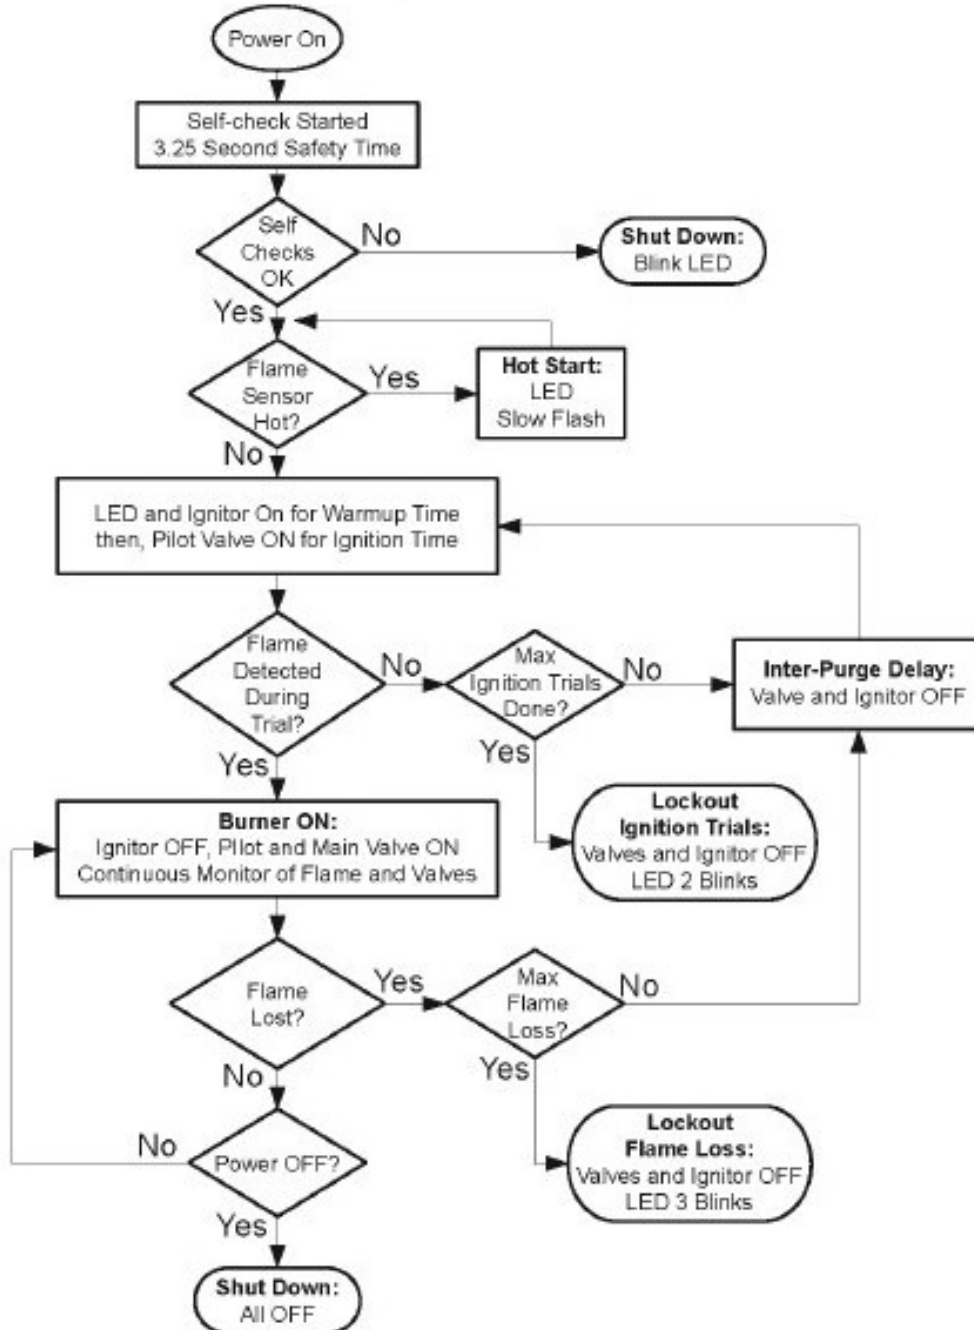 Power On
Self-check Started
3.25 Second Safety Time
Self
Checks
OK
No
Shut Down:
Blink LED
Yes
Flame
Sensor
Hot?
Yes
Hot Start:
LED
Slow Flash
No
LED and Ignitor On for Warmup Time
then, Pilot Valve ON for Ignition Time
Flame
Detected
During
Trial?
No
Max
Ignition Trials
Done?
No
Inter-Purge Delay:
Valve and Ignitor OFF
Yes
Yes
Lockout
Ignition Trials:
Valves and Ignitor OFF
LED 2 Blinks
Burner ON:
Ignitor OFF, Pilot and Main Valve ON
Continuous Monitor of Flame and Valves
Flame
Lost?
Yes
Max
Flame
Loss?
No
Yes
No
Lockout
Flame Loss:
Valves and Ignitor OFF
LED 3 Blinks
Power OFF?
No
Yes
Shut Down:
All OFF